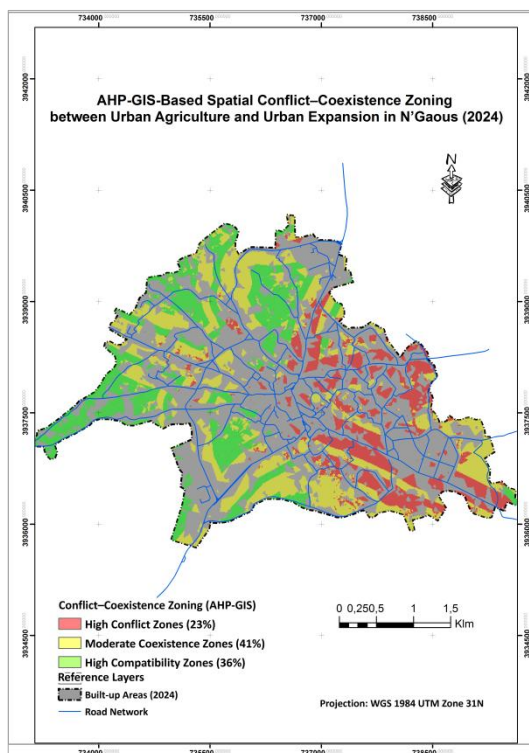 734000 735500 737000 738500
AHP-GIS-Based Spatial Conflict–Coexistence Zoning
between Urban Agriculture and Urban Expansion in N'Gaous (2024)
N
3942000 3942000
3940500 3940500
3939000 3939000
3937500 3937500
3936000 3936000
3934500 3934500
Conflict–Coexistence Zoning (AHP-GIS)
High Conflict Zones (23%)
Moderate Coexistence Zones (41%)
High Compatibility Zones (36%)
Reference Layers
Built-up Areas (2024)
Road Network
0 0,25 0,5 1 1,5
Klm
Projection: WGS 1984 UTM Zone 31N
734000 735500 737000 738500